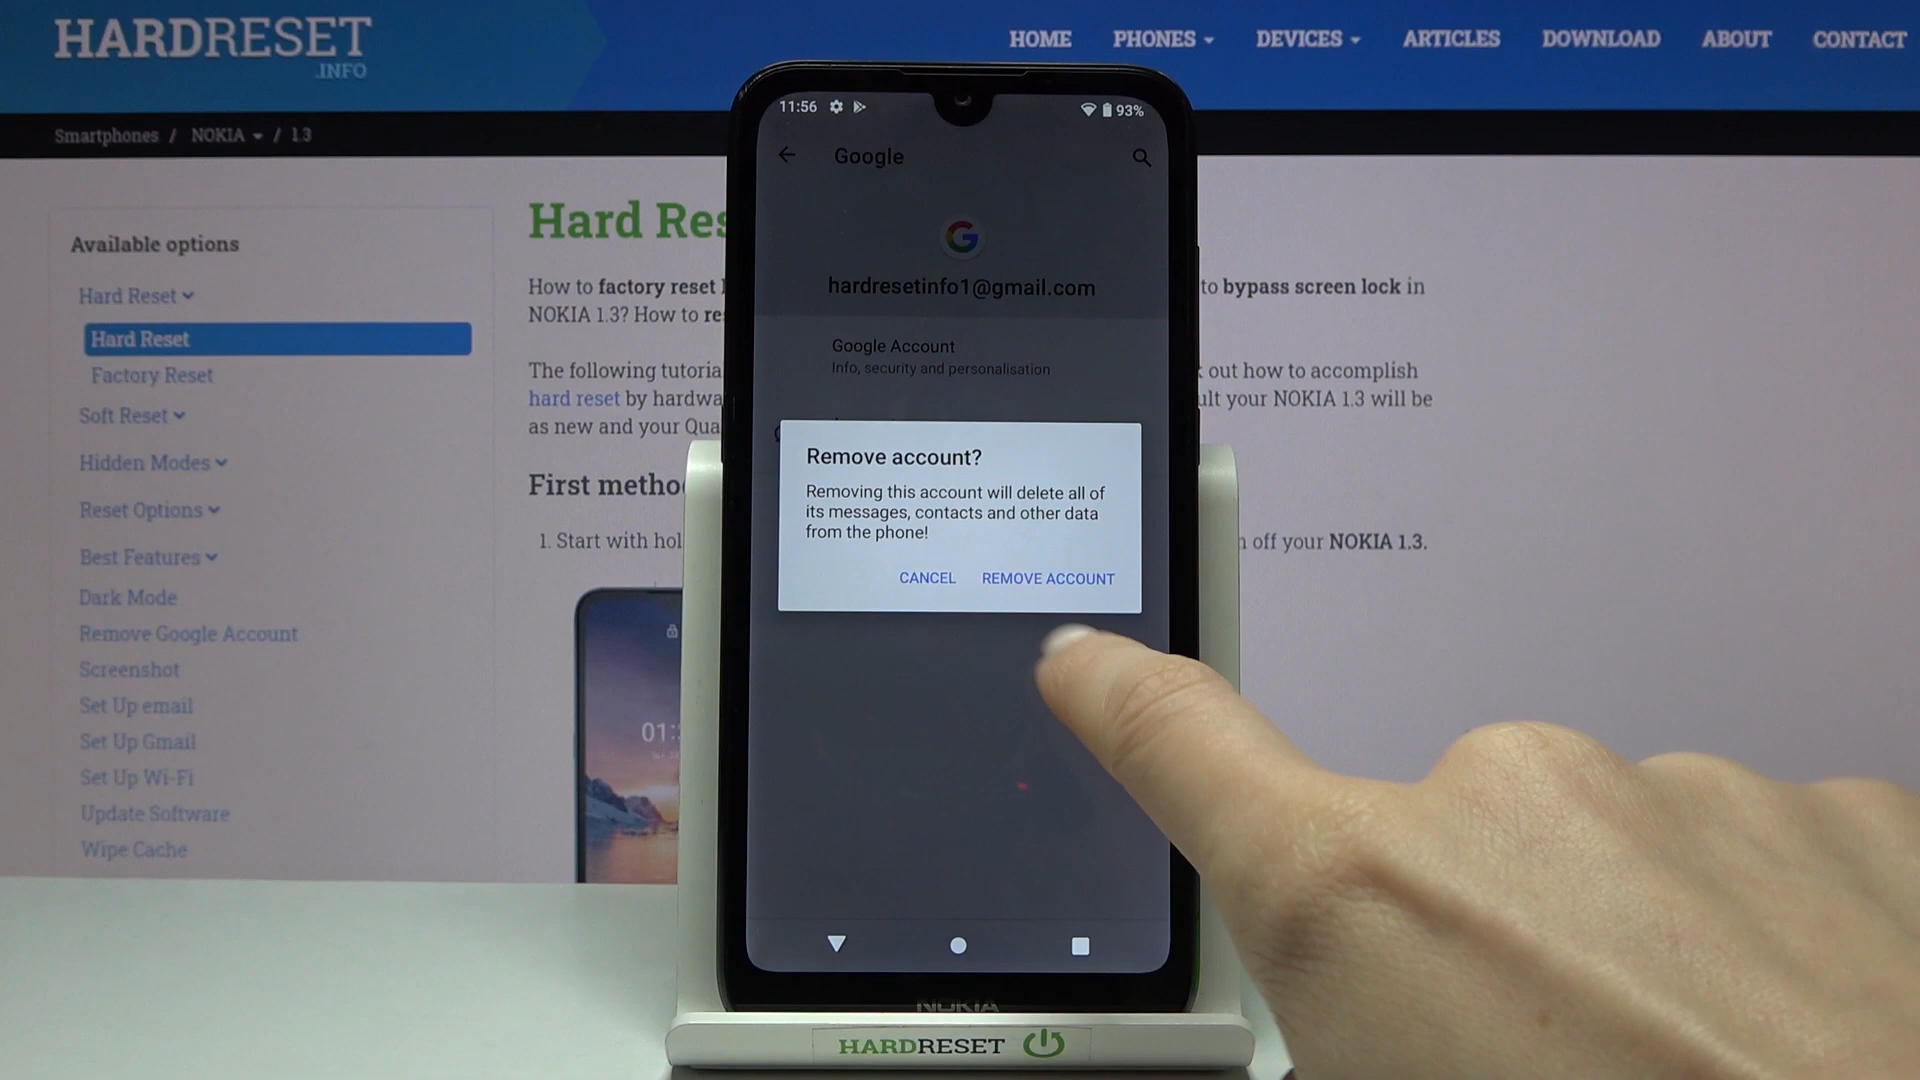 HARDRESET
.INFO
HOME PHONES DEVICES ARTICLES DOWNLOAD ABOUT CONTACT
Smartphones / NOKIA / 1.3
Available options
Hard Reset
Hard Reset
Factory Reset
Soft Reset
Hidden Modes
Reset Options
Best Features
Dark Mode
Remove Google Account
Screenshot
Set Up email
Set Up Gmail
Set Up Wi-Fi
Update Software
Wipe Cache
Hard Res
How to factory reset to bypass screen lock in
NOKIA 1.3? How to re
The following tutoria out how to accomplish
hard reset by hardwa ult your NOKIA 1.3 will be
as new and your Qua
First metho
1. Start with hol off your NOKIA 1.3.
01:
11:56 93%
Google
hardresetinfo1@gmail.com
Google Account
Info, security and personalisation
Remove account?
Removing this account will delete all of
its messages, contacts and other data
from the phone!
CANCEL REMOVE ACCOUNT
NOKIA
HARDRESET